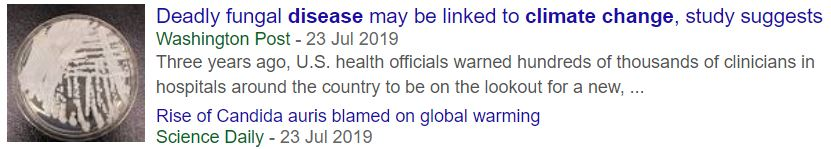 Deadly fungal disease may be linked to climate change, study suggests
Washington Post - 23 Jul 2019
Three years ago, U.S. health officials warned hundreds of thousands of clinicians in
hospitals around the country to be on the lookout for a new, ...
Rise of Candida auris blamed on global warming
Science Daily - 23 Jul 2019